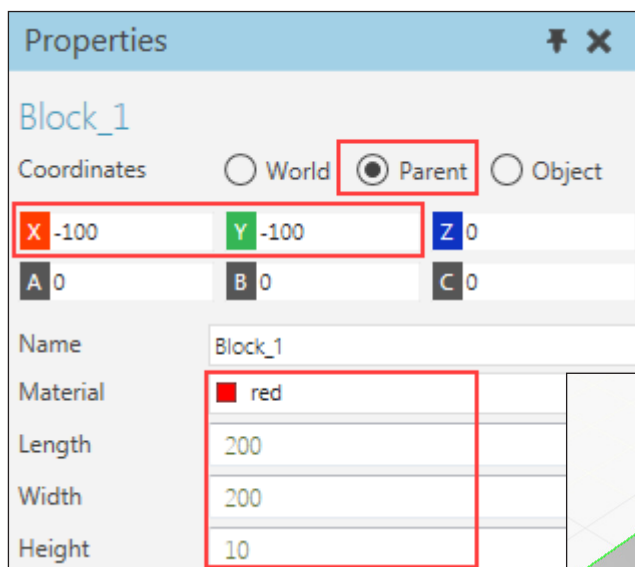 Properties
Block_1
Coordinates World Parent Object
X -100 Y -100 Z 0
A 0 B 0 C 0
Name Block_1
Material red
Length 200
Width 200
Height 10